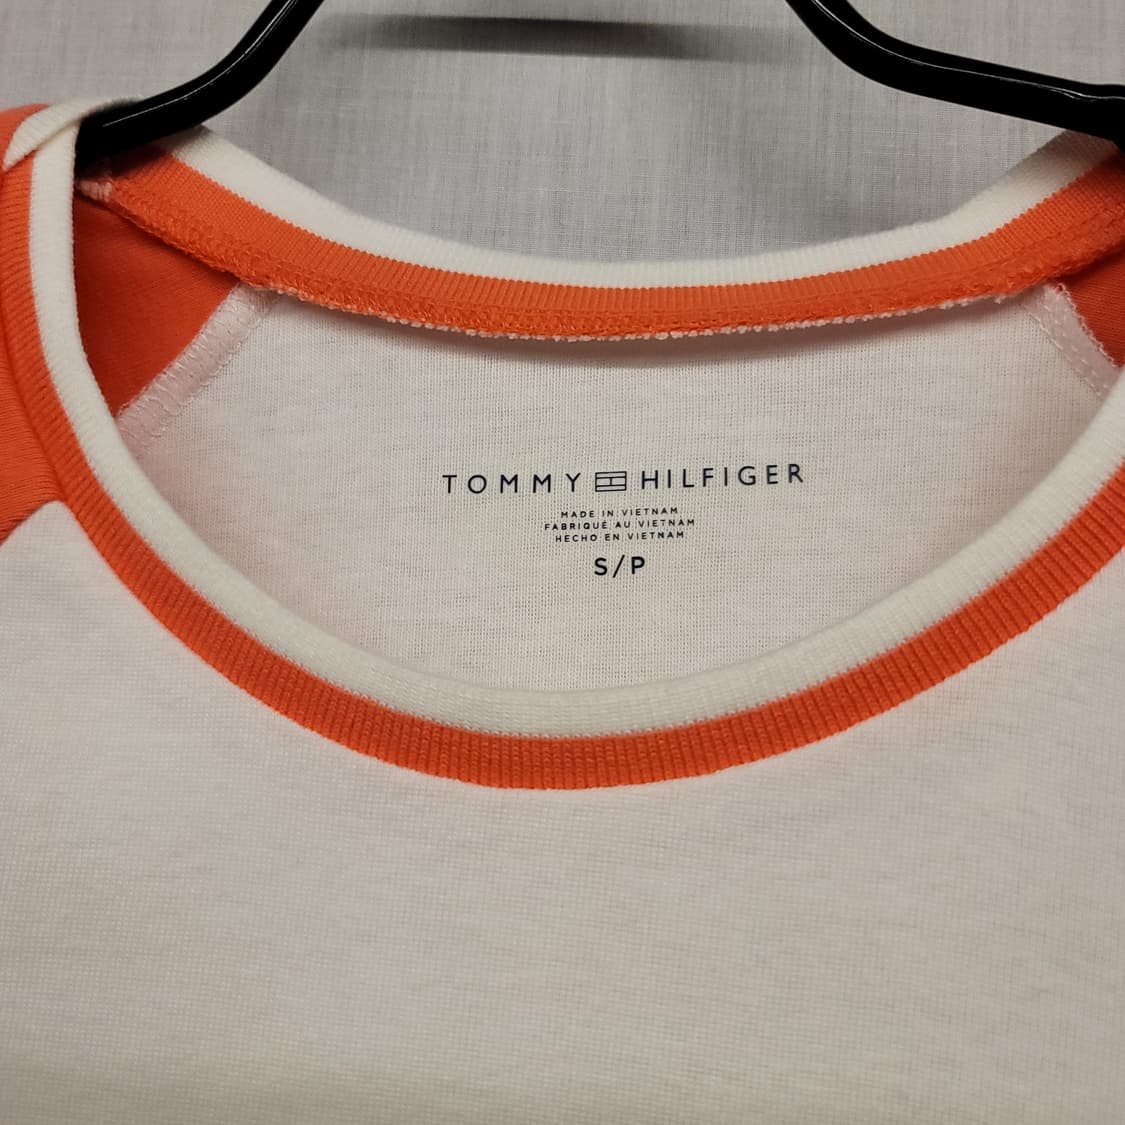 TOMMY HILFIGER
MADE IN VIETNAM
FABRIQUÉ AU VIETNAM
HECHO EN VIETNAM
S/P